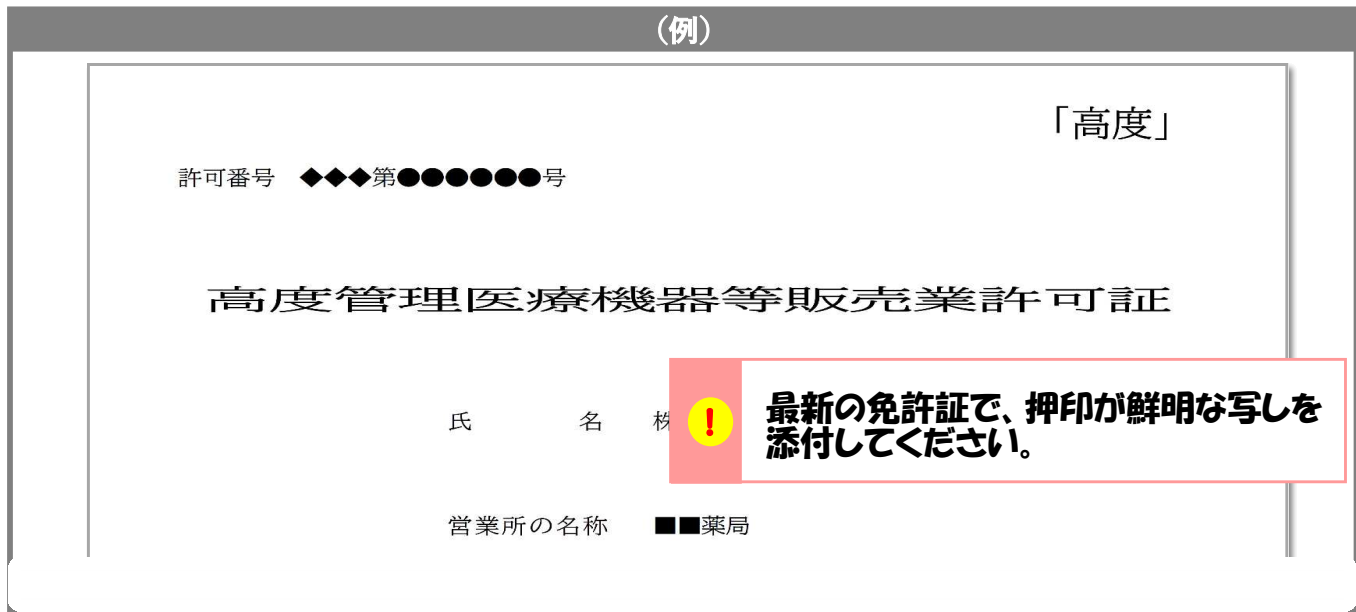 (例)
「高度」
許可番号 ◆◆◆第●●●●●●号
高度管理医療機器等販売業許可証
氏 名 株
！
最新の免許証で、押印が鮮明な写しを
添付してください。
営業所の名称 ■■薬局